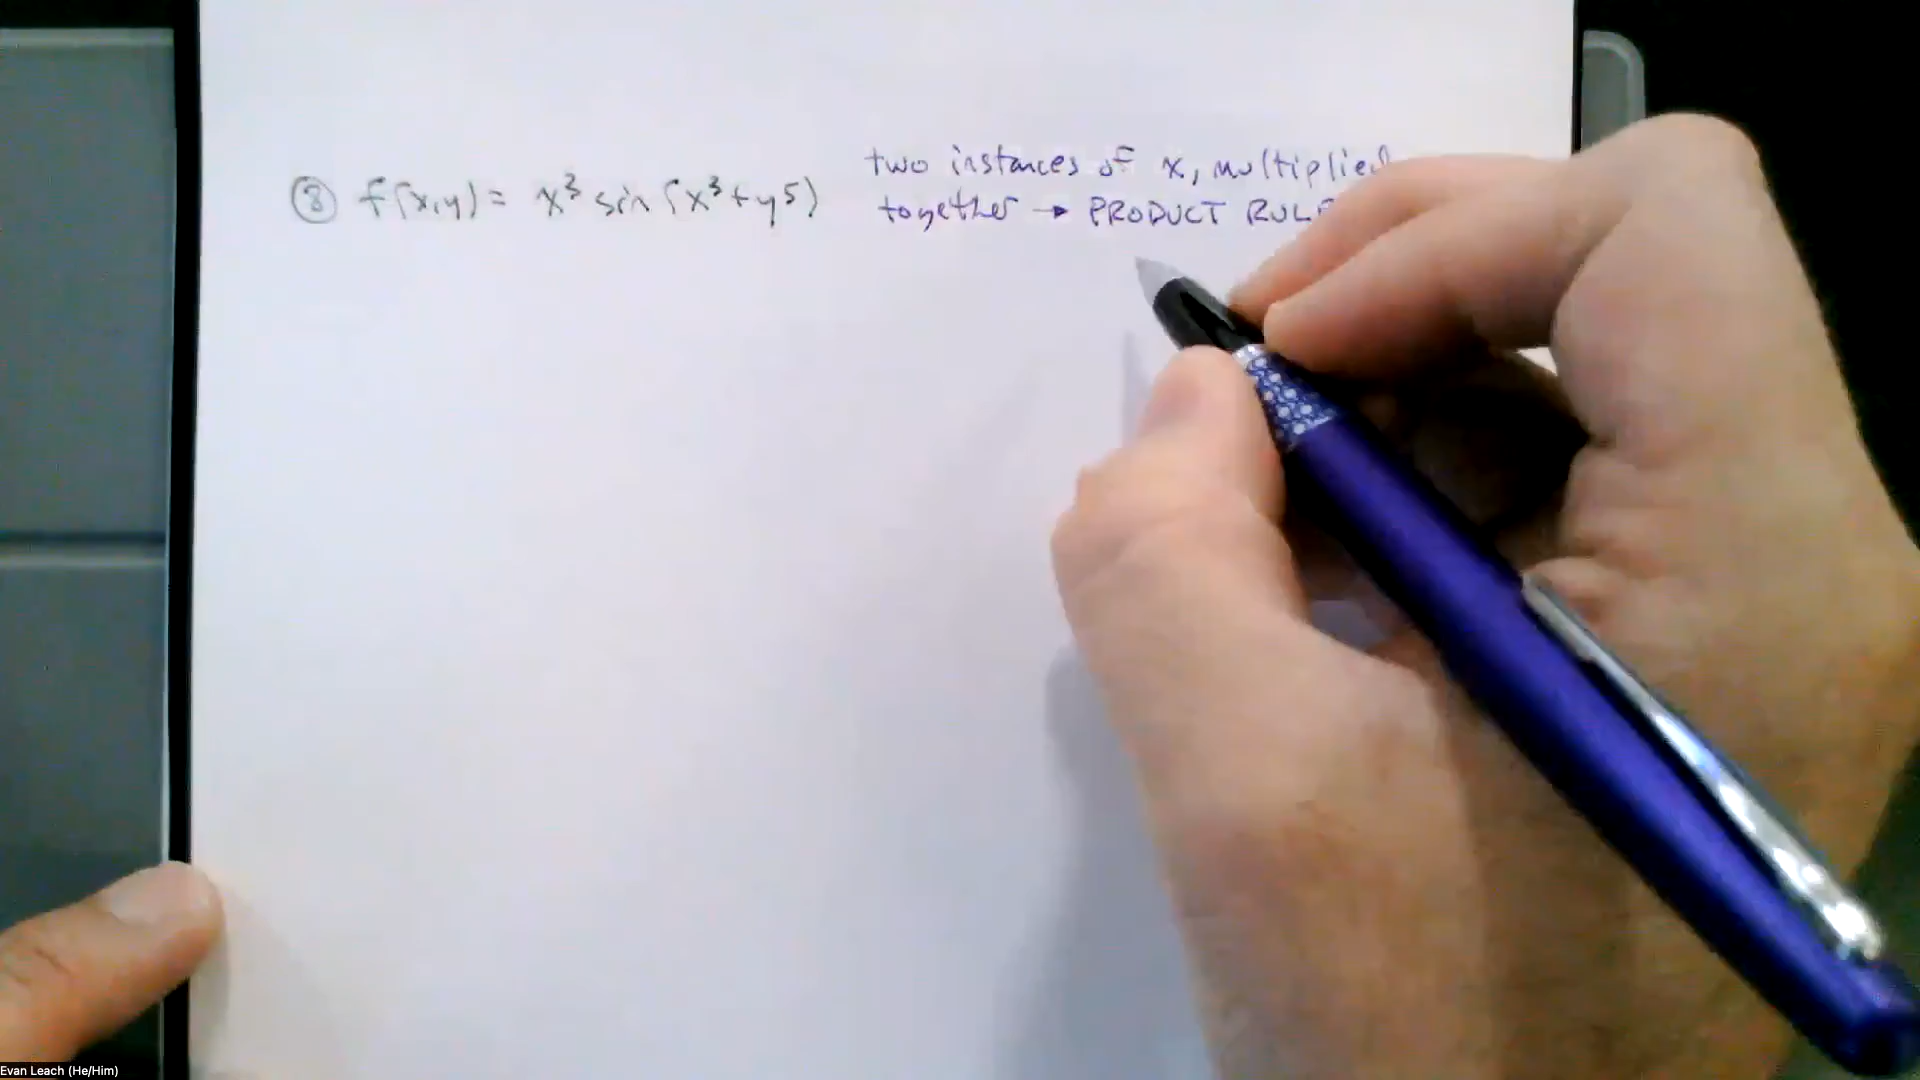 ⑧ f(x,y) = x³ sin(x³+y⁵)
two instances of x, multiplied
together → PRODUCT RULE
Evan Leach (He/Him)